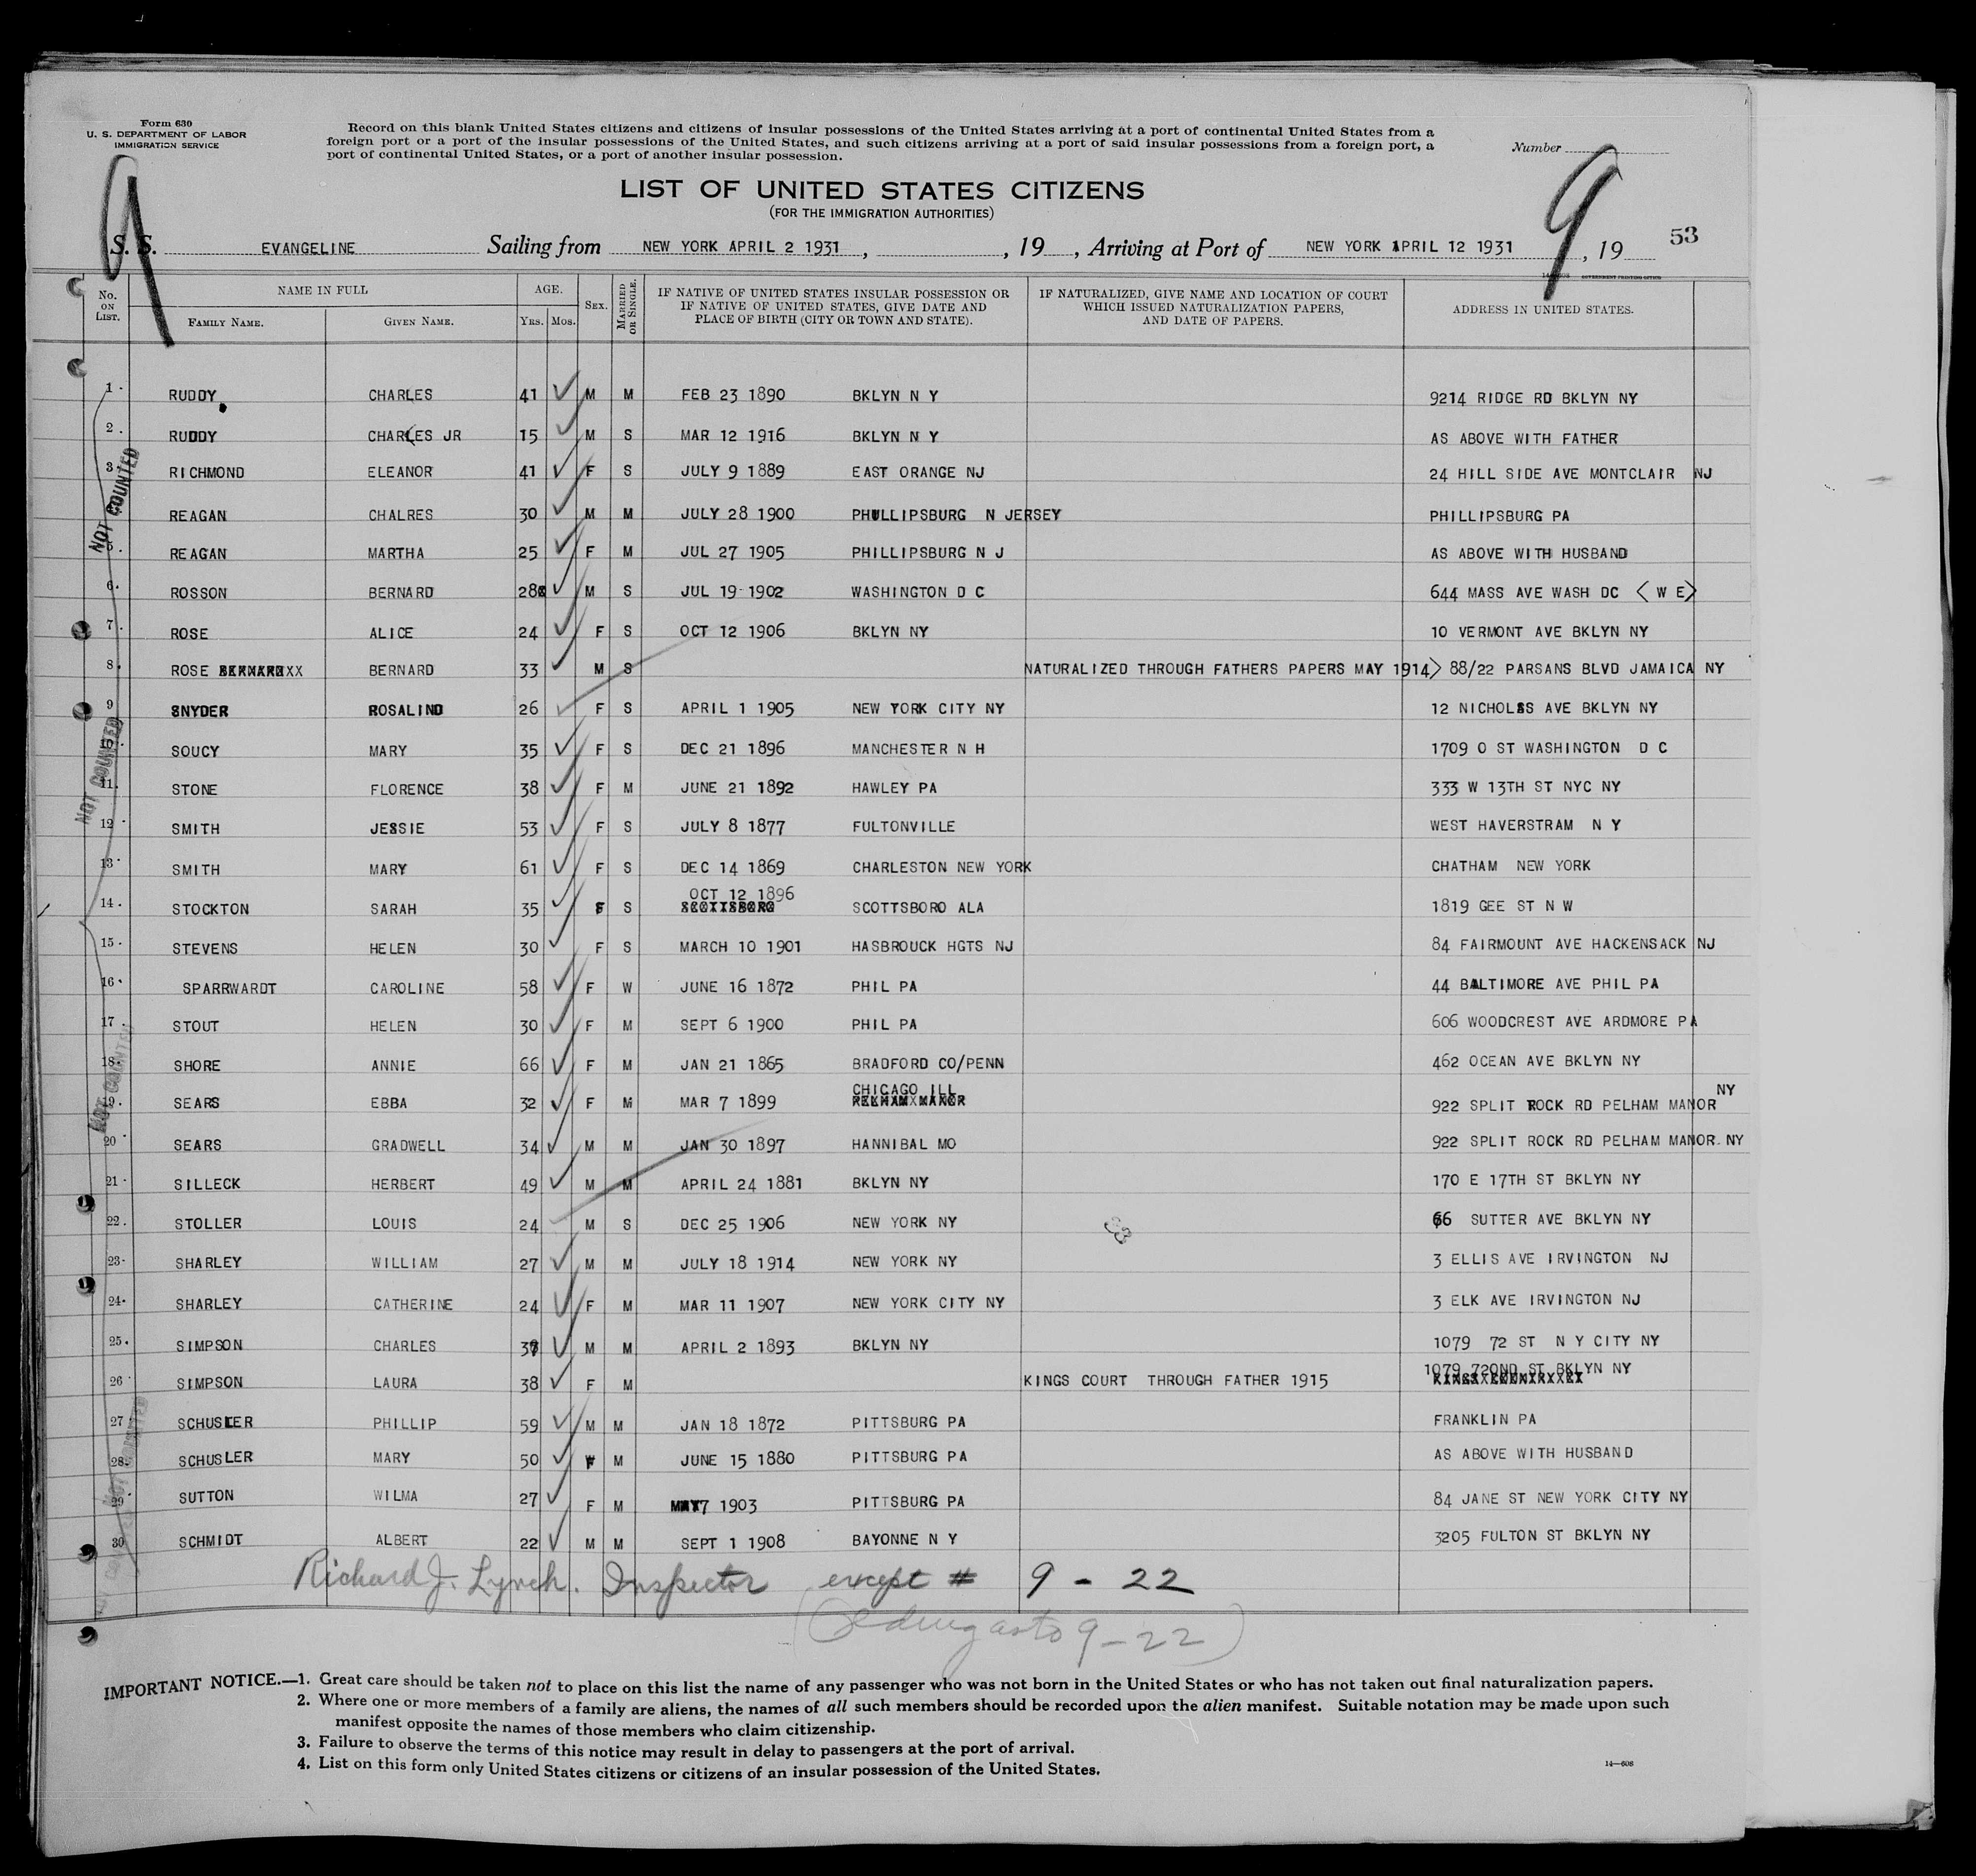 Form 630
U. S. DEPARTMENT OF LABOR
IMMIGRATION SERVICE
Record on this blank United States citizens and citizens of insular possessions of the United States arriving at a port of continental United States from a
foreign port or a port of the insular possessions of the United States, and such citizens arriving at a port of said insular possessions from a foreign port, a
port of continental United States, or a port of another insular possession.
Number
9
9
LIST OF UNITED STATES CITIZENS
(FOR THE IMMIGRATION AUTHORITIES)
53
S. S. EVANGELINE Sailing from NEW YORK APRIL 2 1931 , , 19 , Arriving at Port of NEW YORK APRIL 12 1931 , 19
GOVERNMENT PRINTING OFFICE
No. ON LIST. NAME IN FULL FAMILY NAME. GIVEN NAME. AGE. YRS. MOS. SEX. MARRIED OR SINGLE. IF NATIVE OF UNITED STATES INSULAR POSSESSION OR IF NATIVE OF UNITED STATES, GIVE DATE AND PLACE OF BIRTH (CITY OR TOWN AND STATE). IF NATURALIZED, GIVE NAME AND LOCATION OF COURT WHICH ISSUED NATURALIZATION PAPERS, AND DATE OF PAPERS. ADDRESS IN UNITED STATES.
1 RUDDY CHARLES 41 M M FEB 23 1890 BKLYN N Y 9214 RIDGE RD BKLYN NY
2 RUDDY CHARLES JR 15 M S MAR 12 1916 BKLYN N Y AS ABOVE WITH FATHER
3 RICHMOND ELEANOR 41 F S JULY 9 1889 EAST ORANGE NJ 24 HILL SIDE AVE MONTCLAIR NJ
NOT COUNTED
REAGAN CHALRES 30 M M JULY 28 1900 PHULLIPSBURG N JERSEY PHILLIPSBURG PA
5 REAGAN MARTHA 25 F M JUL 27 1905 PHILLIPSBURG N J AS ABOVE WITH HUSBAND
6 ROSSON BERNARD 28 M S JUL 19 1902 WASHINGTON D C 644 MASS AVE WASH DC < W E>
7 ROSE ALICE 24 F S OCT 12 1906 BKLYN NY 10 VERMONT AVE BKLYN NY
8 ROSE BERNARD 33 M S NATURALIZED THROUGH FATHERS PAPERS MAY 1914> 88/22 PARSANS BLVD JAMAICA NY
9 SNYDER ROSALIND 26 F S APRIL 1 1905 NEW YORK CITY NY 12 NICHOLSS AVE BKLYN NY
NOT COUNTED
10 SOUCY MARY 35 F S DEC 21 1896 MANCHESTER N H 1709 O ST WASHINGTON D C
11 STONE FLORENCE 38 F M JUNE 21 1892 HAWLEY PA 333 W 13TH ST NYC NY
12 SMITH JESSIE 53 F S JULY 8 1877 FULTONVILLE WEST HAVERSTRAM N Y
13 SMITH MARY 61 F S DEC 14 1869 CHARLESTON NEW YORK CHATHAM NEW YORK
14 STOCKTON SARAH 35 F S OCT 12 1896 SCOTTSBORO ALA 1819 GEE ST N W
15 STEVENS HELEN 30 F S MARCH 10 1901 HASBROUCK HGTS NJ 84 FAIRMOUNT AVE HACKENSACK NJ
16 SPARRWARDT CAROLINE 58 F W JUNE 16 1872 PHIL PA 44 BALTIMORE AVE PHIL PA
17 STOUT HELEN 30 F M SEPT 6 1900 PHIL PA 606 WOODCREST AVE ARDMORE PA
NOT COUNTED
18 SHORE ANNIE 66 F M JAN 21 1865 BRADFORD CO/PENN 462 OCEAN AVE BKLYN NY
19 SEARS EBBA 32 F M MAR 7 1899 CHICAGO ILL 922 SPLIT ROCK RD PELHAM MANOR NY
20 SEARS GRADWELL 34 M M JAN 30 1897 HANNIBAL MO 922 SPLIT ROCK RD PELHAM MANOR. NY
21 SILLECK HERBERT 49 M M APRIL 24 1881 BKLYN NY 170 E 17TH ST BKLYN NY
22 STOLLER LOUIS 24 M S DEC 25 1906 NEW YORK NY 66 SUTTER AVE BKLYN NY
23 SHARLEY WILLIAM 27 M M JULY 18 1914 NEW YORK NY 3 ELLIS AVE IRVINGTON NJ
24 SHARLEY CATHERINE 24 F M MAR 11 1907 NEW YORK CITY NY 3 ELK AVE IRVINGTON NJ
25 SIMPSON CHARLES M M APRIL 2 1893 BKLYN NY 1079 72 ST N Y CITY NY
26 SIMPSON LAURA 38 F M KINGS COURT THROUGH FATHER 1915 1079 72OND ST BKLYN NY
27 SCHUSLER PHILLIP 59 M M JAN 18 1872 PITTSBURG PA FRANKLIN PA
28 SCHUSLER MARY 50 F M JUNE 15 1880 PITTSBURG PA AS ABOVE WITH HUSBAND
NOT COUNTED
29 SUTTON WILMA 27 F M MAY7 1903 PITTSBURG PA 84 JANE ST NEW YORK CITY NY
30 SCHMIDT ALBERT 22 M M SEPT 1 1908 BAYONNE N Y 3205 FULTON ST BKLYN NY
Richard J. Lynch. Inspector except # 9 - 22
as to 9 - 22)
IMPORTANT NOTICE.—1. Great care should be taken not to place on this list the name of any passenger who was not born in the United States or who has not taken out final naturalization papers.
2. Where one or more members of a family are aliens, the names of all such members should be recorded upon the alien manifest. Suitable notation may be made upon such
manifest opposite the names of those members who claim citizenship.
3. Failure to observe the terms of this notice may result in delay to passengers at the port of arrival.
4. List on this form only United States citizens or citizens of an insular possession of the United States.
14—608